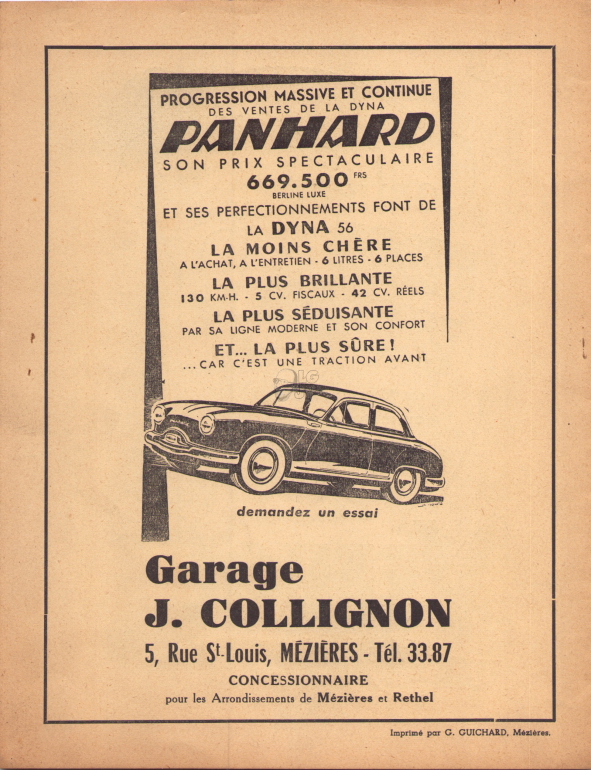 PROGRESSION MASSIVE ET CONTINUE
DES VENTES DE LA DYNA
PANHARD
SON PRIX SPECTACULAIRE
669.500 FRS
BERLINE LUXE
ET SES PERFECTIONNEMENTS FONT DE
LA DYNA 56
LA MOINS CHÈRE
A L'ACHAT, A L'ENTRETIEN - 6 LITRES - 6 PLACES
LA PLUS BRILLANTE
130 KM-H. - 5 CV. FISCAUX - 42 CV. RÉELS
LA PLUS SÉDUISANTE
PAR SA LIGNE MODERNE ET SON CONFORT
ET... LA PLUS SÛRE !
...CAR C'EST UNE TRACTION AVANT
demandez un essai
Garage
J. COLLIGNON
5, Rue St-Louis, MÉZIÈRES - Tél. 33.87
CONCESSIONNAIRE
pour les Arrondissements de Mézières et Rethel
Imprimé par G. GUICHARD, Mézières.